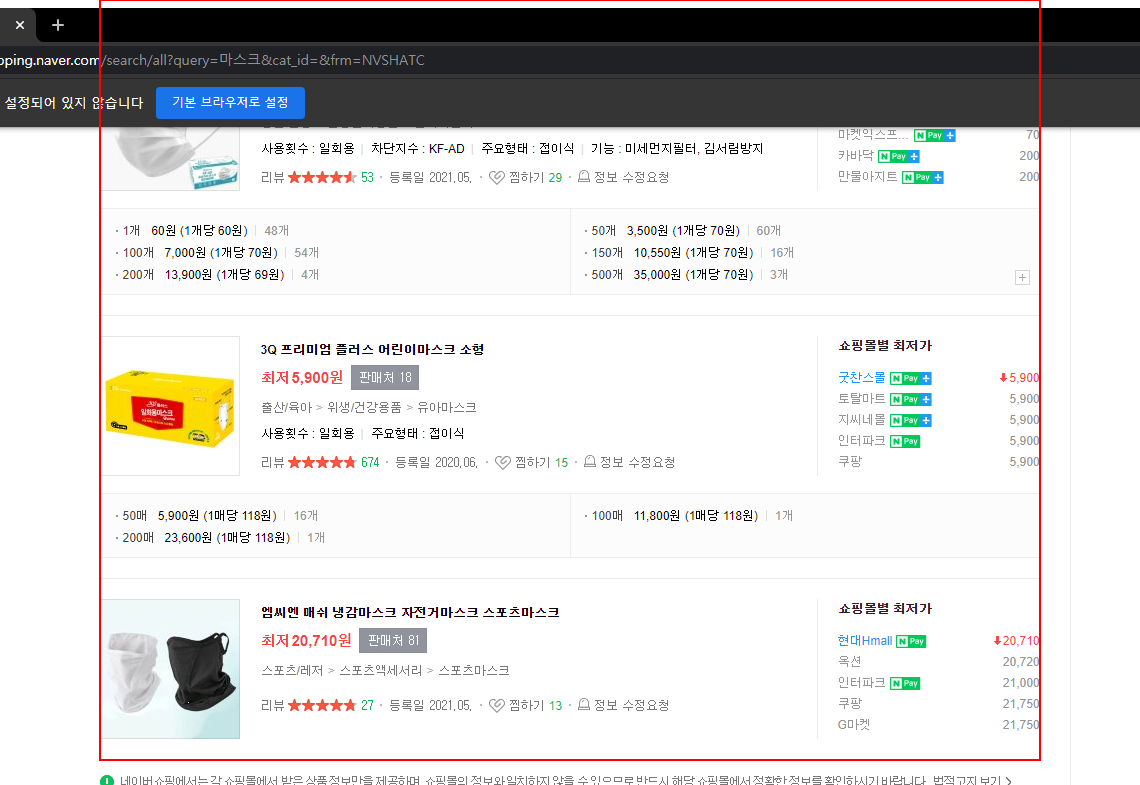 pping.naver.com/search/all?query=마스크&cat_id=&frm=NVSHATC
설정되어 있지 않습니다 기본 브라우저로 설정
사용횟수 : 일회용 | 차단지수 : KF-AD | 주요형태 : 접이식 | 기능 : 미세먼지필터, 김서림방지
리뷰 ★★★★★ 53 · 등록일 2021.05. · 찜하기 29 · 정보 수정요청
마켓익스프... N Pay + 70
카바닥 N Pay + 200
만물아지트 N Pay + 200
· 1개 60원 (1개당 60원) | 48개
· 100개 7,000원 (1개당 70원) | 54개
· 200개 13,900원 (1개당 69원) | 4개
· 50개 3,500원 (1개당 70원) | 60개
· 150개 10,550원 (1개당 70원) | 16개
· 500개 35,000원 (1개당 70원) | 3개
3Q 프리미엄 플러스 어린이마스크 소형
최저 5,900원 판매처 18
출산/육아 > 위생/건강용품 > 유아마스크
사용횟수 : 일회용 | 주요형태 : 접이식
리뷰 ★★★★★ 674 · 등록일 2020.06. · 찜하기 15 · 정보 수정요청
일회용마스크
쇼핑몰별 최저가
굿찬스몰 N Pay + 5,900
토탈마트 N Pay + 5,900
지씨네몰 N Pay + 5,900
인터파크 N Pay 5,900
쿠팡 5,900
· 50매 5,900원 (1매당 118원) | 16개
· 200매 23,600원 (1매당 118원) | 1개
· 100매 11,800원 (1매당 118원) | 1개
엠씨엔 매쉬 냉감마스크 자전거마스크 스포츠마스크
최저 20,710원 판매처 81
스포츠/레저 > 스포츠액세서리 > 스포츠마스크
리뷰 ★★★★★ 27 · 등록일 2021.05. · 찜하기 13 · 정보 수정요청
쇼핑몰별 최저가
현대Hmall N Pay 20,710
옥션 20,720
인터파크 N Pay 21,000
쿠팡 21,750
G마켓 21,750
네이버쇼핑에서는 각 쇼핑몰에서 받은 상품정보만을 제공하며, 쇼핑몰의 정보와 일치하지 않을 수 있으므로 반드시 해당 쇼핑몰에서 정확한 정보를 확인하시기 바랍니다. 법적고지 보기 >